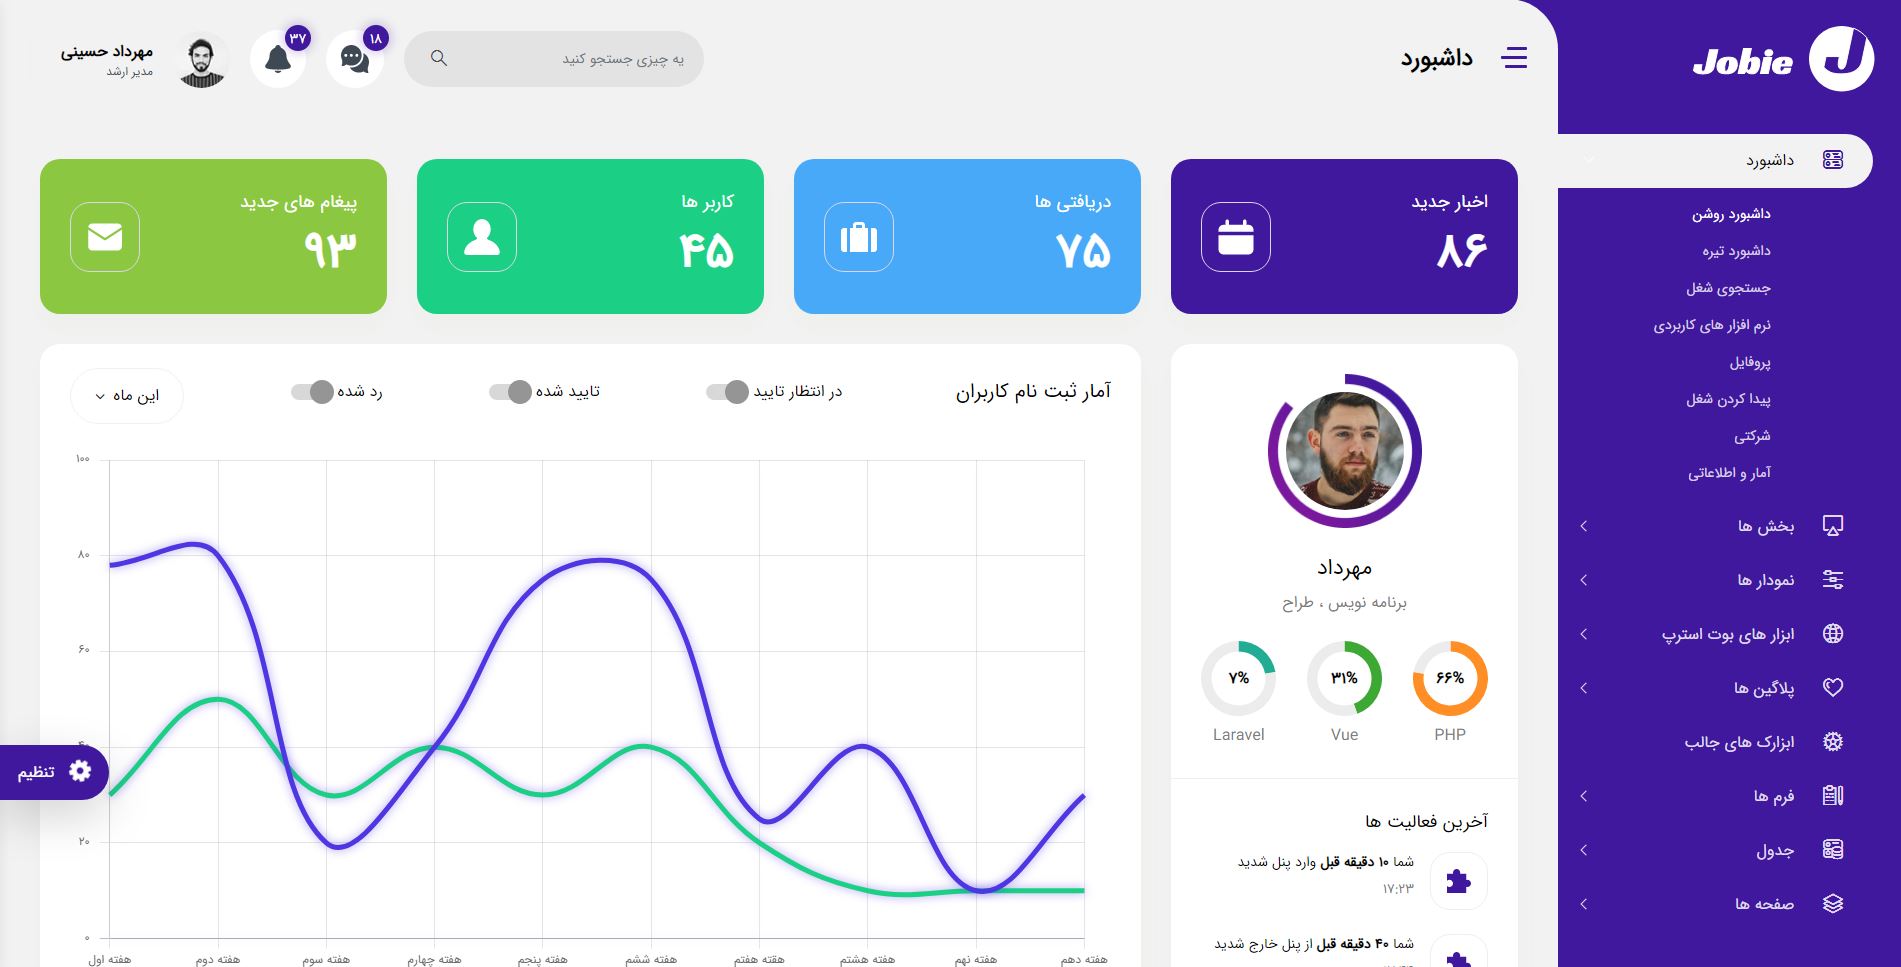 Jobie
داشبورد
داشبورد روشن
داشبورد تیره
جستجوی شغل
نرم افزار های کاربردی
پروفایل
پیدا کردن شغل
شرکتی
آمار و اطلاعاتی
بخش ها
نمودار ها
ابزار های بوت استرپ
پلاگین ها
ابزارک های جالب
فرم ها
جدول
صفحه ها
داشبورد
یه چیزی جستجو کنید
۱۸
۳۷
مهرداد حسینی
مدیر ارشد
اخبار جدید
۸۶
دریافتی ها
۷۵
کاربر ها
۴۵
پیغام های جدید
۹۳
مهرداد
برنامه نویس ، طراح
۶۶%
۳۱%
۷%
PHP
Vue
Laravel
آخرین فعالیت ها
شما ۱۰ دقیقه قبل وارد پنل شدید
۱۷:۲۳
شما ۴۰ دقیقه قبل از پنل خارج شدید
آمار ثبت نام کاربران
در انتظار تایید
تایید شده
رد شده
این ماه
۱۰۰
۸۰
۶۰
۲۰
۰
هفته اول
هفته دوم
هفته سوم
هفته چهارم
هفته پنجم
هفته ششم
هقته هفتم
هفته هشتم
هفته نهم
هفته دهم
تنظیم